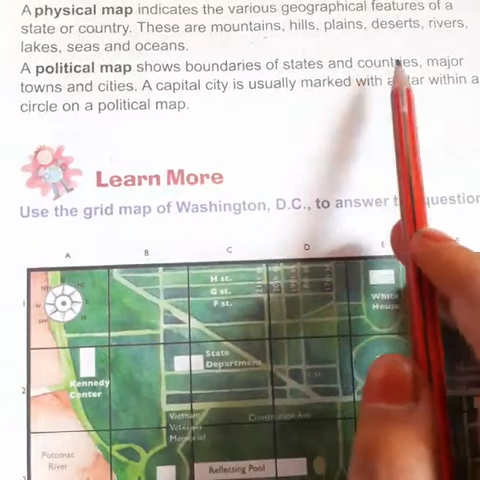 A physical map indicates the various geographical features of a
state or country. These are mountains, hills, plains, deserts, rivers,
lakes, seas and oceans.
A political map shows boundaries of states and countries, major
towns and cities. A capital city is usually marked with a star within a
circle on a political map.
Learn More
Use the grid map of Washington, D.C., to answer
A B C D E
1
H st.
G st.
F st.
White
House
W
State
Department
2
Kennedy
Center
Vietnam
Veterans
Memorial
Constitution Ave.
Potomac
River
Reflecting Pool